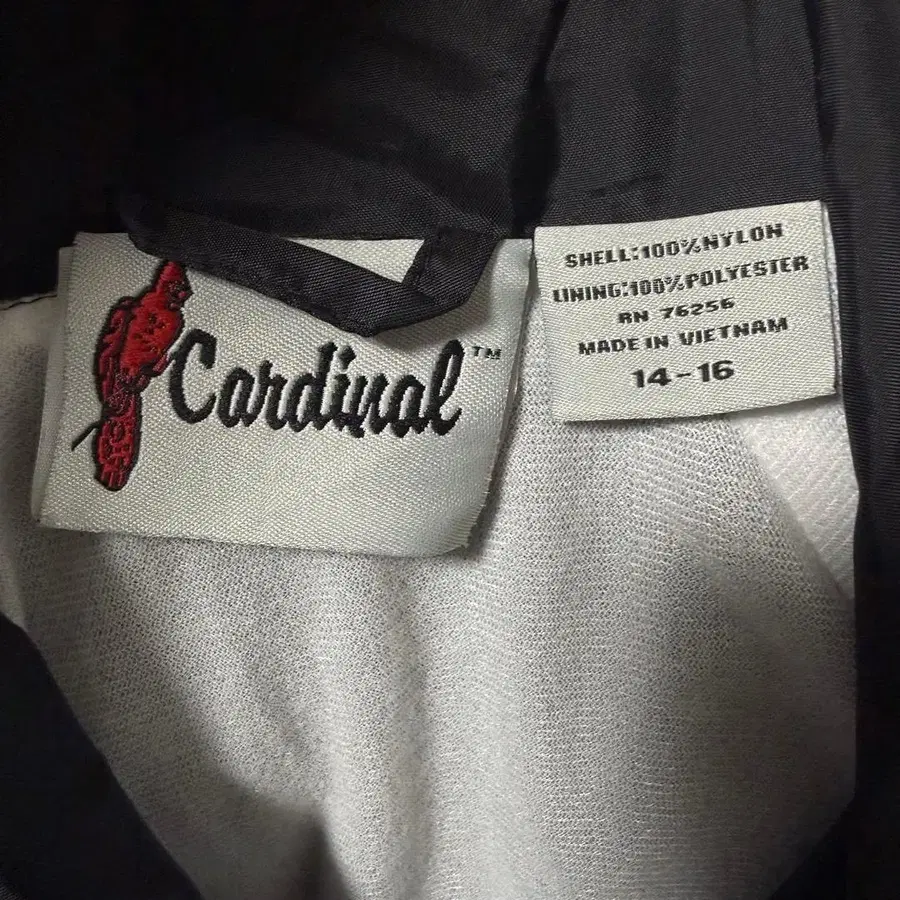 Cardinal™
SHELL:100%NYLON
LINING:100%POLYESTER
RN 76256
MADE IN VIETNAM
14-16